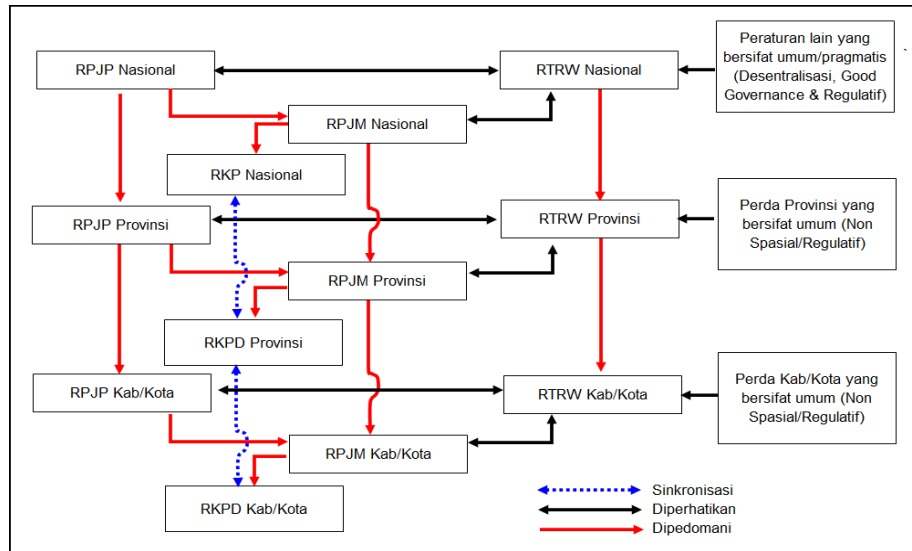 RPJP Nasional
RTRW Nasional
Peraturan lain yang
bersifat umum/pragmatis
(Desentralisasi, Good
Governance & Regulatif)
`
RPJM Nasional
RKP Nasional
RPJP Provinsi
RTRW Provinsi
Perda Provinsi yang
bersifat umum (Non
Spasial/Regulatif)
RPJM Provinsi
RKPD Provinsi
RPJP Kab/Kota
RTRW Kab/Kota
Perda Kab/Kota yang
bersifat umum (Non
Spasial/Regulatif)
RPJM Kab/Kota
RKPD Kab/Kota
Sinkronisasi
Diperhatikan
Dipedomani